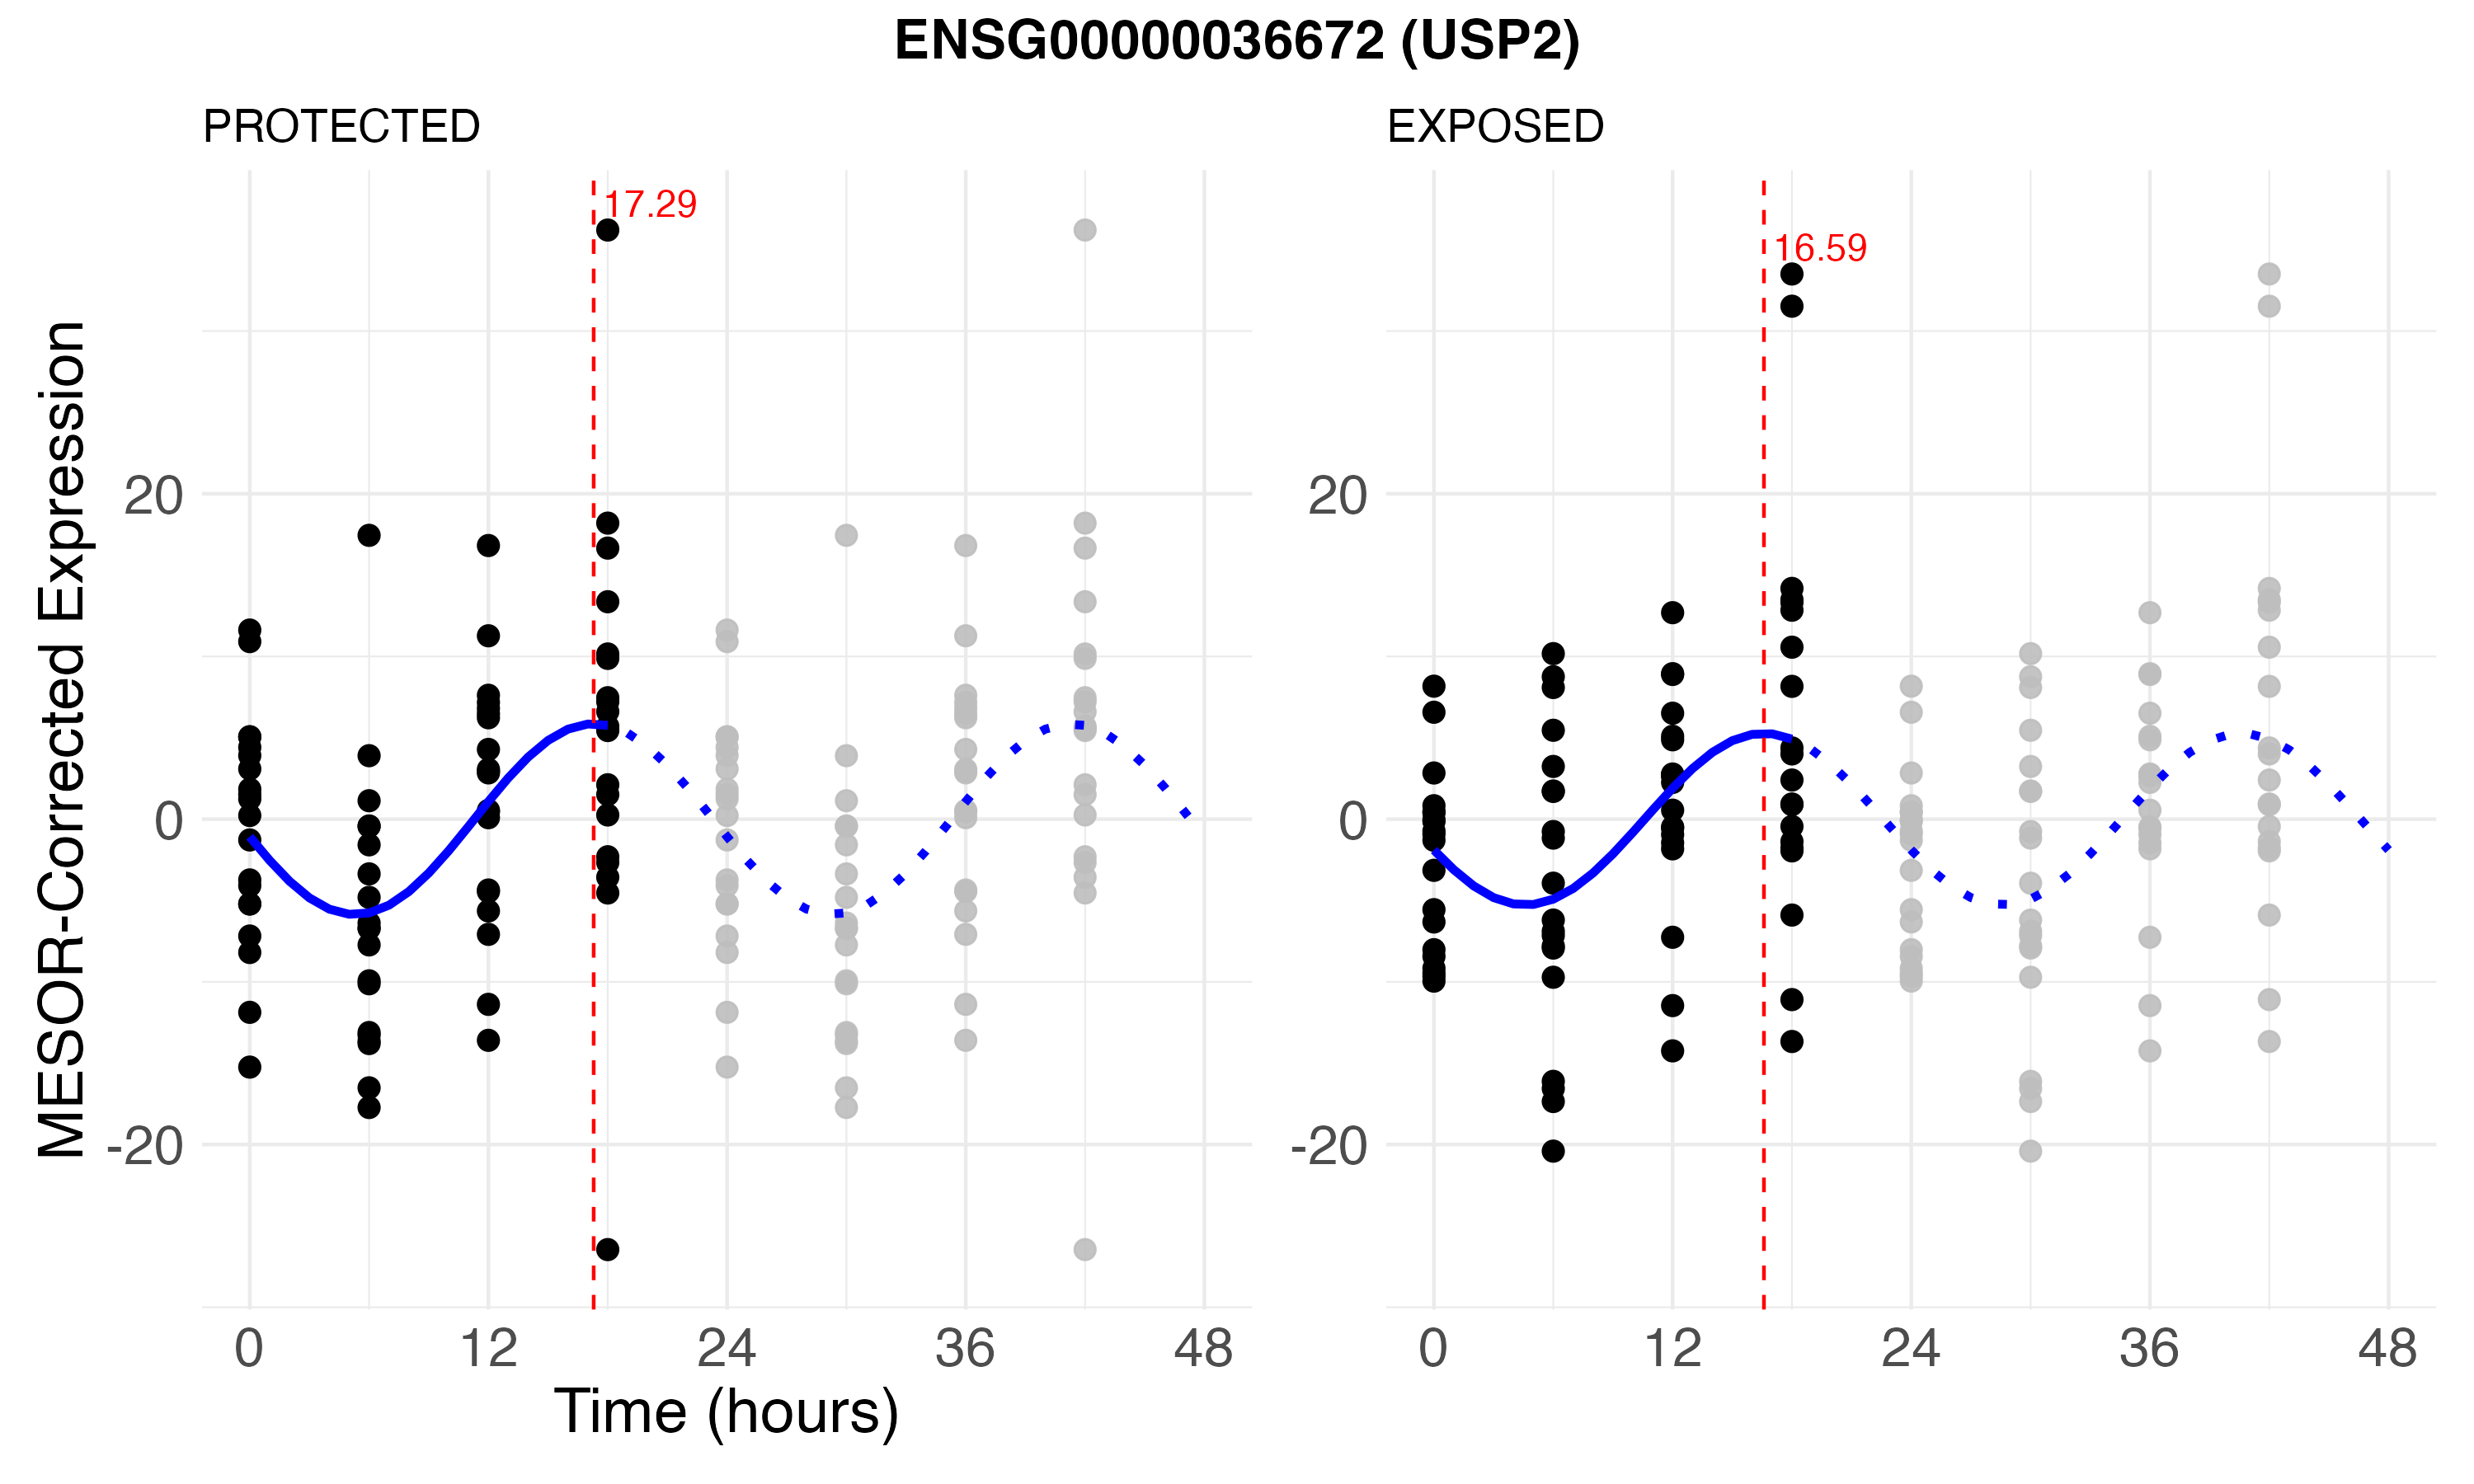 ENSG00000036672 (USP2)
PROTECTED
EXPOSED
17.29
16.59
MESOR-Corrected Expression
20
0
-20
20
0
-20
0 12 24 36 48
0 12 24 36 48
Time (hours)